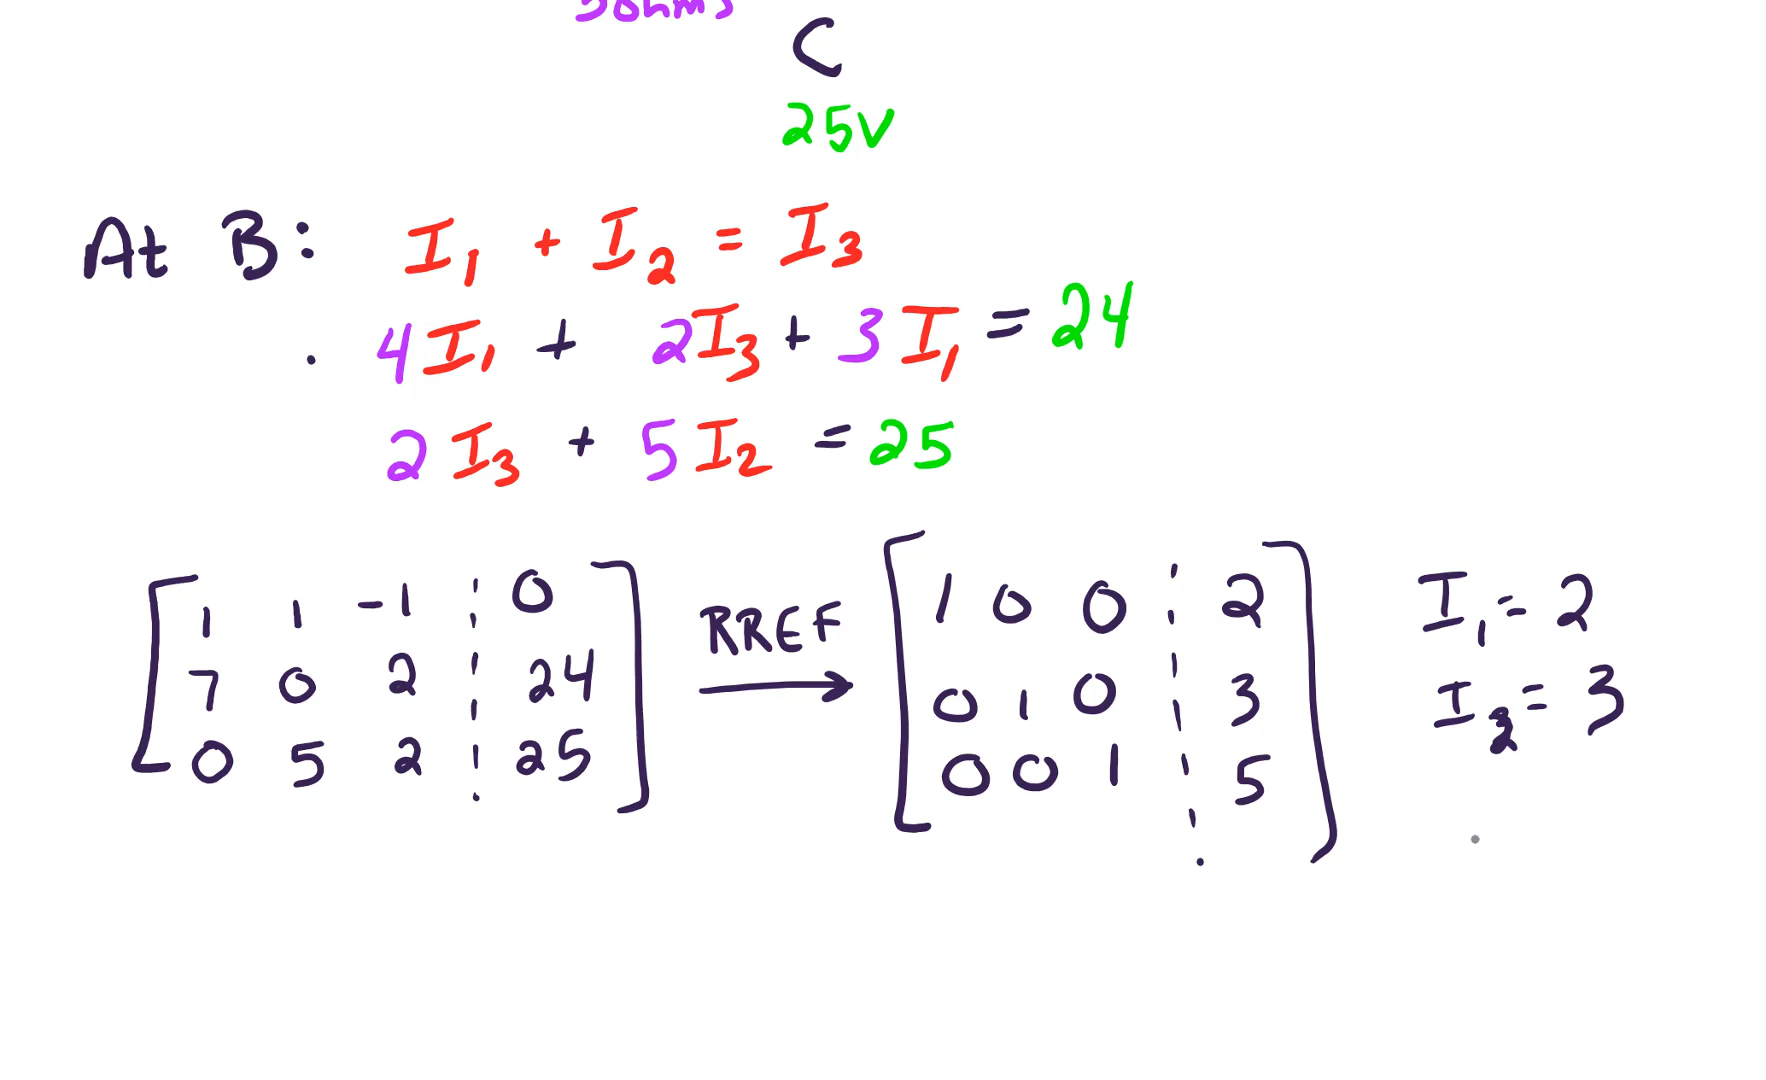 5ohms
C
25V
At B: I₁ + I₂ = I₃
. 4I₁ + 2I₃ + 3I₁ = 24
2I₃ + 5I₂ = 25
[ 1 1 -1 ¦ 0 ] RREF → [ 1 0 0 ¦ 2 ] I₁ = 2
[ 7 0 2 ¦ 24 ] [ 0 1 0 ¦ 3 ] I₂ = 3
[ 0 5 2 ¦ 25 ] [ 0 0 1 ¦ 5 ]